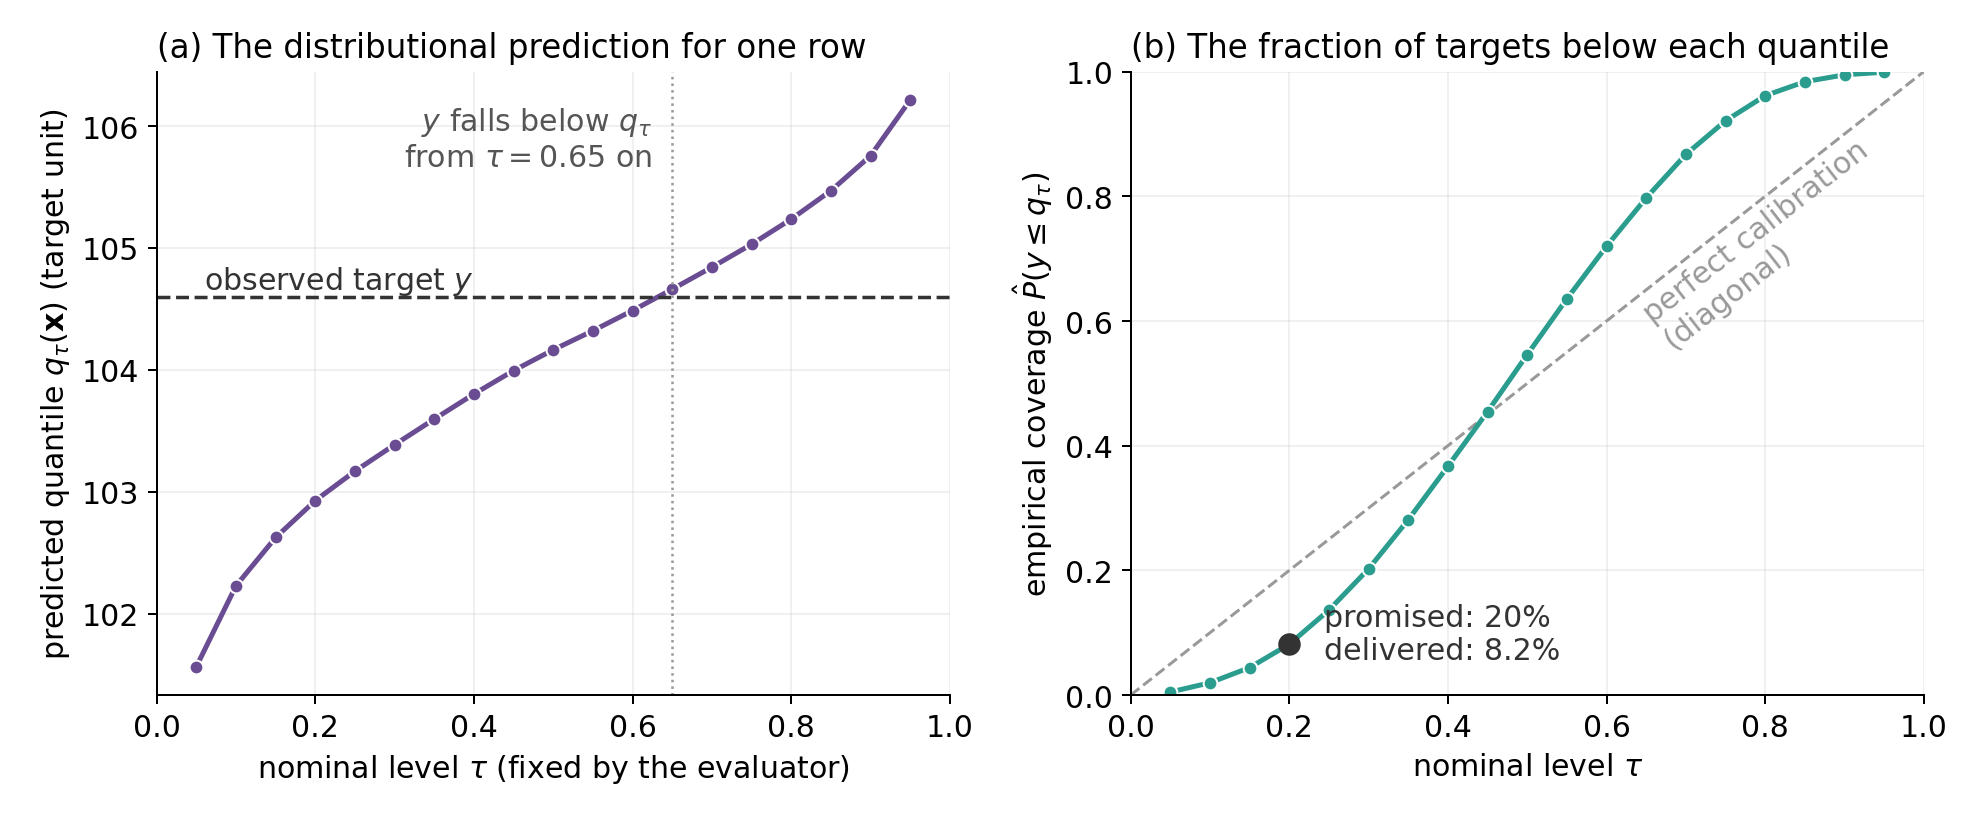 (a) The distributional prediction for one row
predicted quantile qτ(x) (target unit)
106
105
104
103
102
y falls below qτ
from τ = 0.65 on
observed target y
0.0 0.2 0.4 0.6 0.8 1.0
nominal level τ (fixed by the evaluator)
(b) The fraction of targets below each quantile
empirical coverage P̂(y ≤ qτ)
1.0
0.8
0.6
0.4
0.2
0.0
perfect calibration
(diagonal)
promised: 20%
delivered: 8.2%
0.0 0.2 0.4 0.6 0.8 1.0
nominal level τ